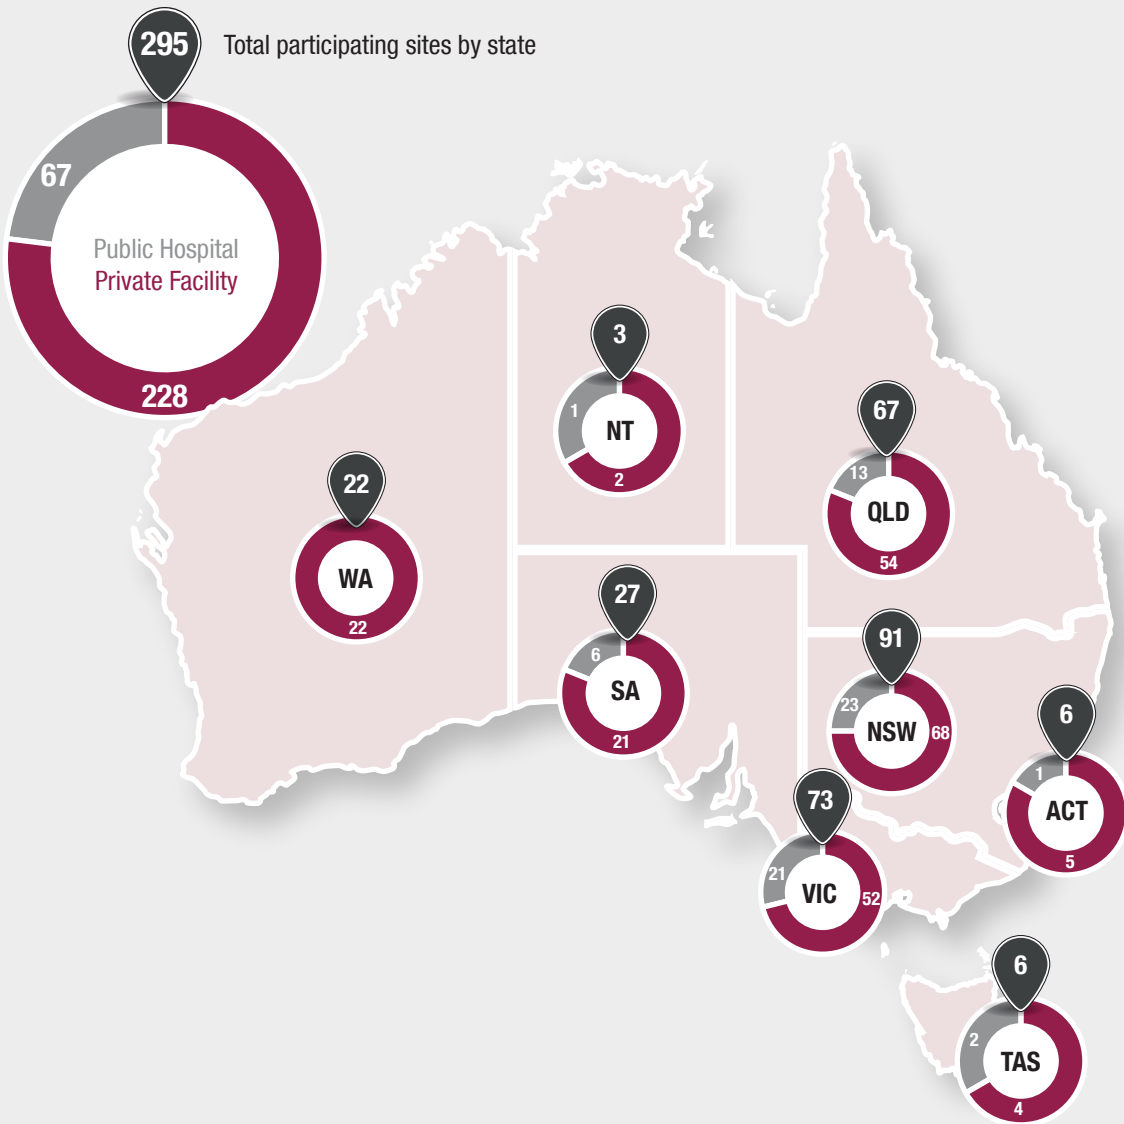 295
Total participating sites by state
67
Public Hospital
Private Facility
228
3
1
NT
2
67
13
QLD
54
22
WA
22
27
6
SA
21
91
23
NSW
68
6
1
ACT
5
73
21
VIC
52
6
2
TAS
4